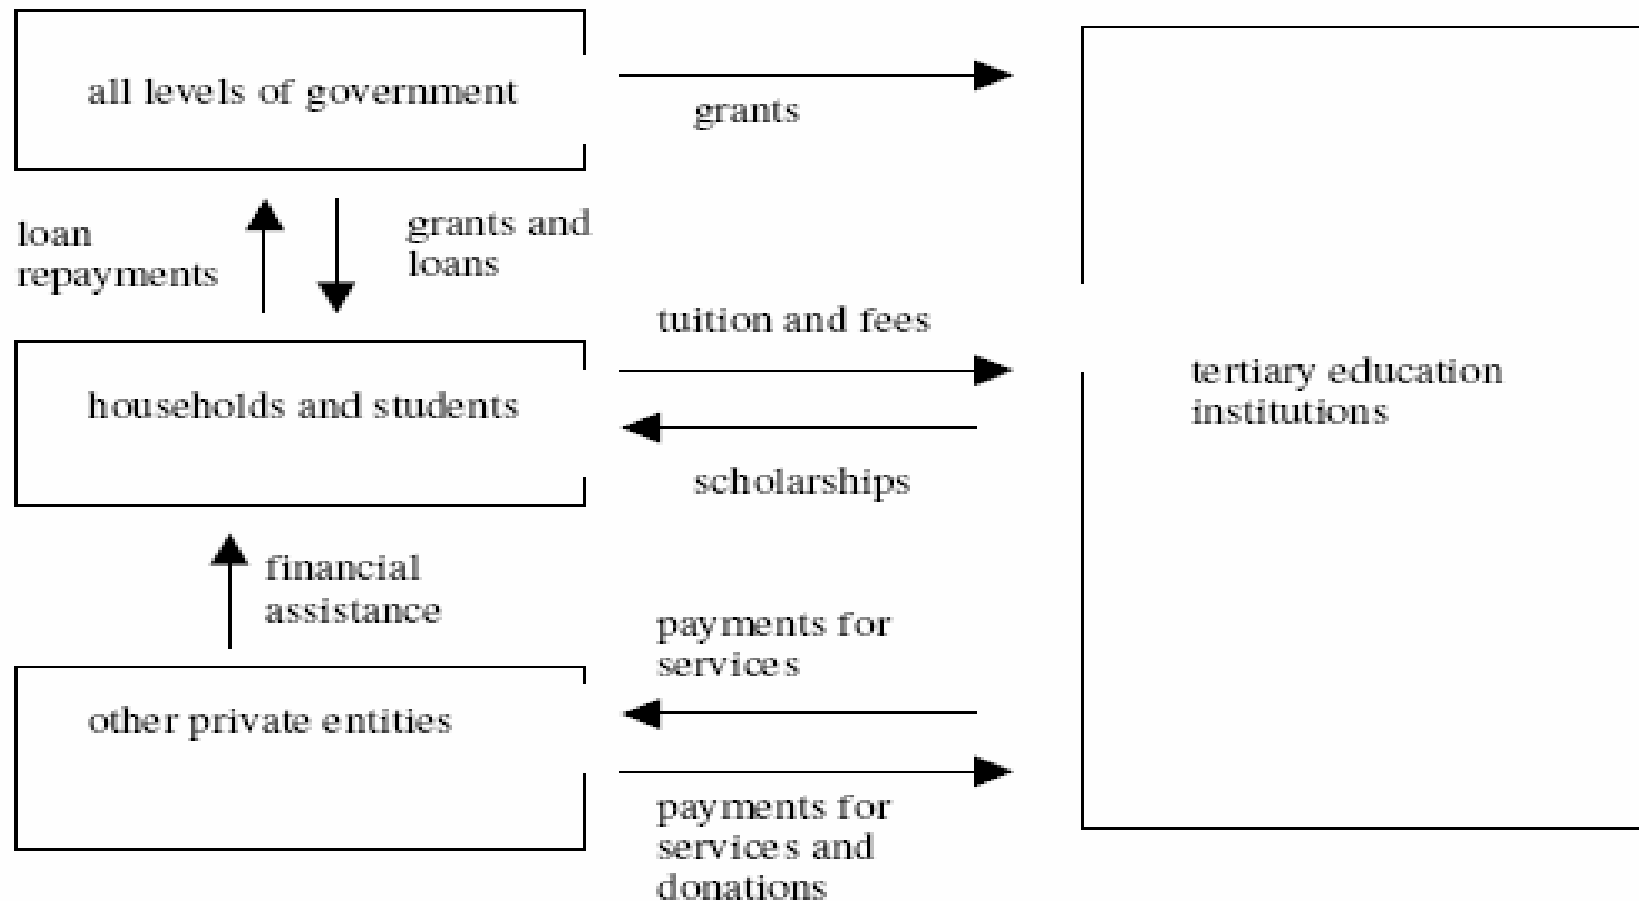 all levels of government
grants
loan
repayments
grants and
loans
tuition and fees
households and students
tertiary education
institutions
scholarships
financial
assistance
payments for
services
other private entities
payments for
services and
donations